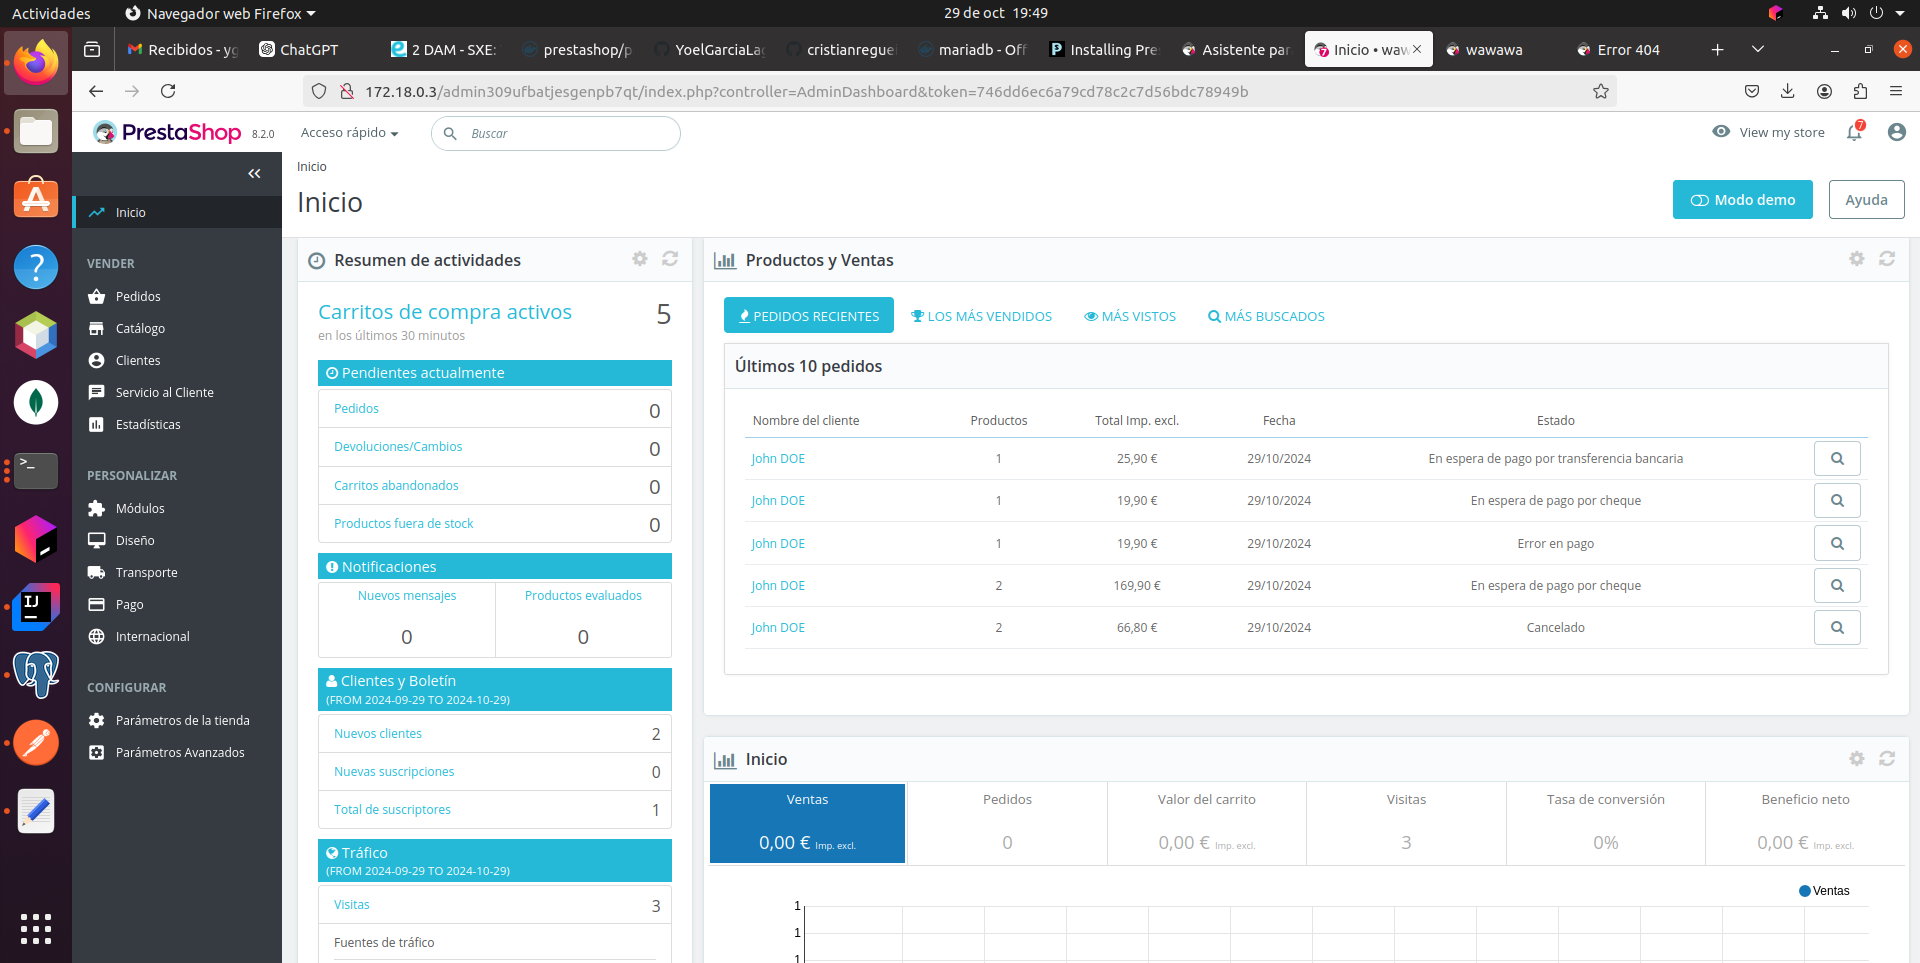 Actividades
Navegador web Firefox
29 de oct 19:49
Recibidos - yg
ChatGPT
2 DAM - SXE:
prestashop/p
YoelGarciaLag
cristianreguei
mariadb - Off
Installing Pre
Asistente par
Inicio • waw
wawawa
Error 404
172.18.0.3/admin309ufbatjesgenpb7qt/index.php?controller=AdminDashboard&token=746dd6ec6a79cd78c2c7d56bdc78949b
PrestaShop 8.2.0
Acceso rápido
Buscar
View my store
7
Inicio
Inicio
Modo demo
Ayuda
Inicio
VENDER
Pedidos
Catálogo
Clientes
Servicio al Cliente
Estadísticas
PERSONALIZAR
Módulos
Diseño
Transporte
Pago
Internacional
CONFIGURAR
Parámetros de la tienda
Parámetros Avanzados
Resumen de actividades
Carritos de compra activos 5
en los últimos 30 minutos
Pendientes actualmente
Pedidos 0
Devoluciones/Cambios 0
Carritos abandonados 0
Productos fuera de stock 0
Notificaciones
Nuevos mensajes Productos evaluados
0 0
Clientes y Boletín
(FROM 2024-09-29 TO 2024-10-29)
Nuevos clientes 2
Nuevas suscripciones 0
Total de suscriptores 1
Tráfico
(FROM 2024-09-29 TO 2024-10-29)
Visitas 3
Fuentes de tráfico
Productos y Ventas
PEDIDOS RECIENTES LOS MÁS VENDIDOS MÁS VISTOS MÁS BUSCADOS
Últimos 10 pedidos
Nombre del cliente Productos Total Imp. excl. Fecha Estado
John DOE 1 25,90 € 29/10/2024 En espera de pago por transferencia bancaria
John DOE 1 19,90 € 29/10/2024 En espera de pago por cheque
John DOE 1 19,90 € 29/10/2024 Error en pago
John DOE 2 169,90 € 29/10/2024 En espera de pago por cheque
John DOE 2 66,80 € 29/10/2024 Cancelado
Inicio
Ventas Pedidos Valor del carrito Visitas Tasa de conversión Beneficio neto
0,00 € Imp. excl. 0 0,00 € Imp. excl. 3 0% 0,00 € Imp. excl.
Ventas
1
1
1